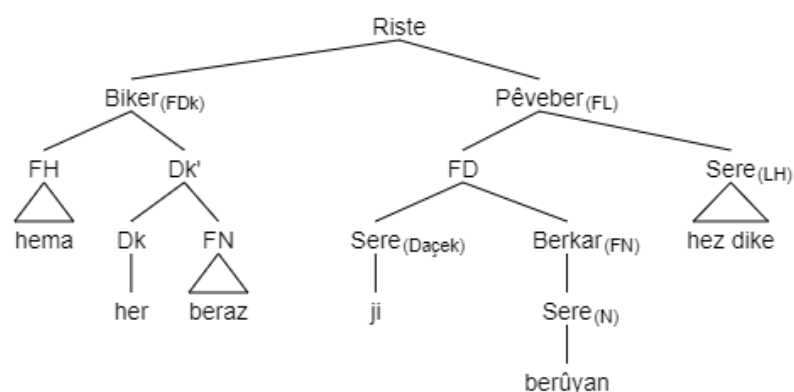 Riste
Biker(FDk) Pêveber(FL)
FH Dk' FD Sere(LH)
hema Dk FN Sere(Daçek) Berkar(FN) hez dike
her beraz ji Sere(N)
berûyan